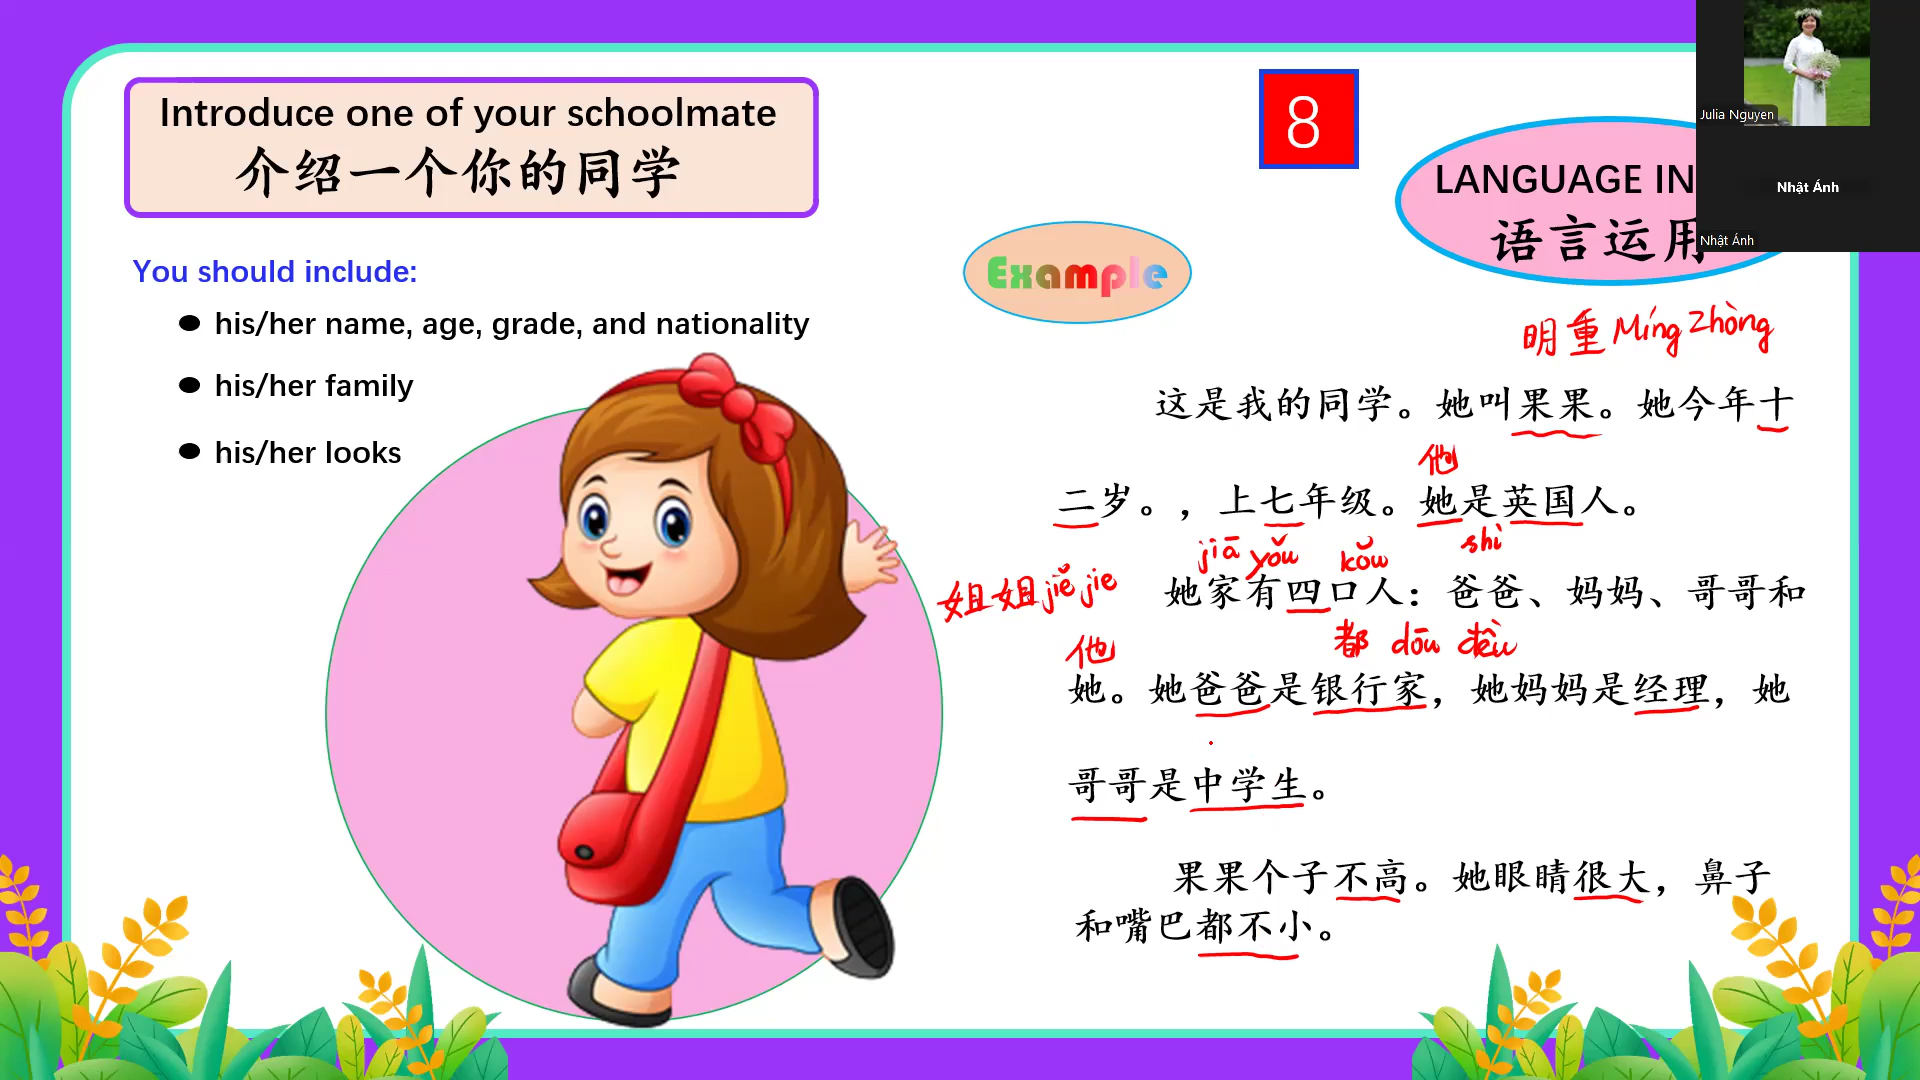 Introduce one of your schoolmate
介绍一个你的同学
8
LANGUAGE IN
语言运用
Julia Nguyen
Nhật Ánh
Nhật Ánh
You should include:
● his/her name, age, grade, and nationality
● his/her family
● his/her looks
Example
明重 Míng Zhòng
这是我的同学。她叫果果。她今年十
他
二岁。，上七年级。她是英国人。
jiā yǒu kǒu shì
姐姐 jiě jie
她家有四口人：爸爸、妈妈、哥哥和
他 都 dōu đều
她。她爸爸是银行家，她妈妈是经理，她
哥哥是中学生。
果果个子不高。她眼睛很大，鼻子
和嘴巴都不小。